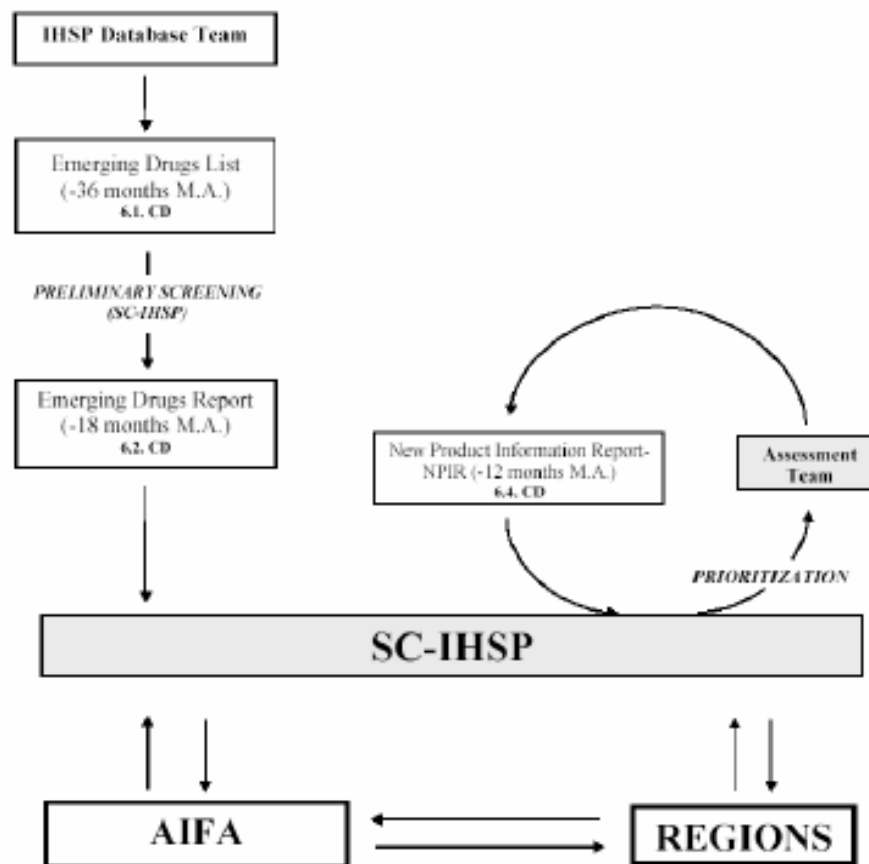 IHSP Database Team
Emerging Drugs List
(-36 months M.A.)
6.1. CD
PRELIMINARY SCREENING
(SC-IHSP)
Emerging Drugs Report
(-18 months M.A.)
6.2. CD
New Product Information Report-
NPIR (-12 months M.A.)
6.4. CD
Assessment
Team
PRIORITIZATION
SC-IHSP
AIFA
REGIONS